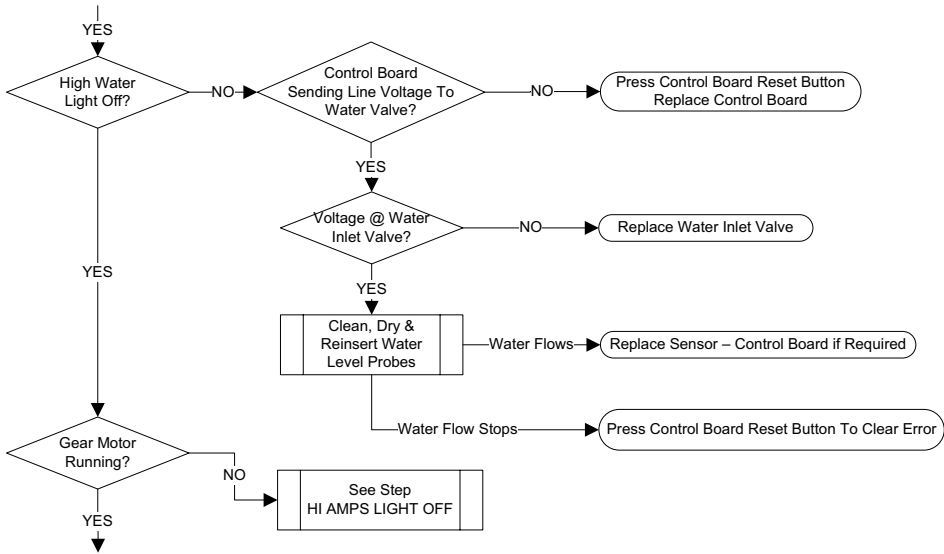 YES
High Water
Light Off?
NO
Control Board
Sending Line Voltage To
Water Valve?
NO
Press Control Board Reset Button
Replace Control Board
YES
Voltage @ Water
Inlet Valve?
NO
Replace Water Inlet Valve
YES
YES
Clean, Dry &
Reinsert Water
Level Probes
Water Flows
Replace Sensor – Control Board if Required
Water Flow Stops
Press Control Board Reset Button To Clear Error
Gear Motor
Running?
NO
See Step
HI AMPS LIGHT OFF
YES